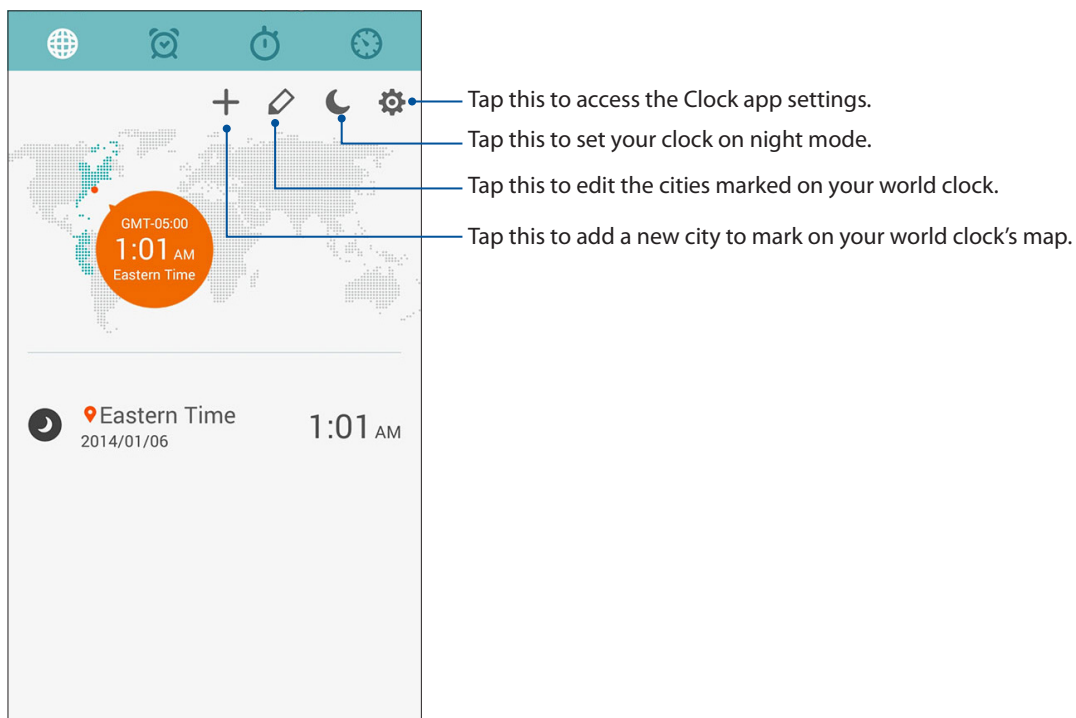 Tap this to access the Clock app settings.
Tap this to set your clock on night mode.
Tap this to edit the cities marked on your world clock.
Tap this to add a new city to mark on your world clock’s map.
GMT-05:00
1:01 AM
Eastern Time
Eastern Time
2014/01/06
1:01 AM